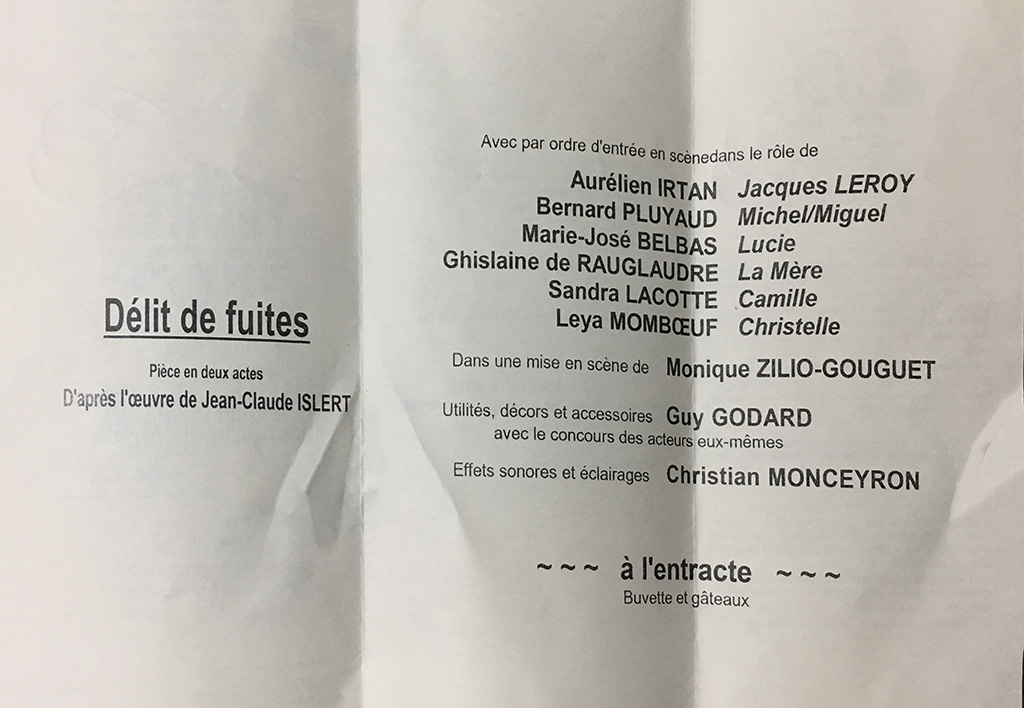 Délit de fuites
Pièce en deux actes
D'après l'œuvre de Jean-Claude ISLERT
Avec par ordre d'entrée en scènedans le rôle de
Aurélien IRTAN Jacques LEROY
Bernard PLUYAUD Michel/Miguel
Marie-José BELBAS Lucie
Ghislaine de RAUGLAUDRE La Mère
Sandra LACOTTE Camille
Leya MOMBŒUF Christelle
Dans une mise en scène de Monique ZILIO-GOUGUET
Utilités, décors et accessoires Guy GODARD
avec le concours des acteurs eux-mêmes
Effets sonores et éclairages Christian MONCEYRON
~ ~ ~ à l'entracte ~ ~ ~
Buvette et gâteaux